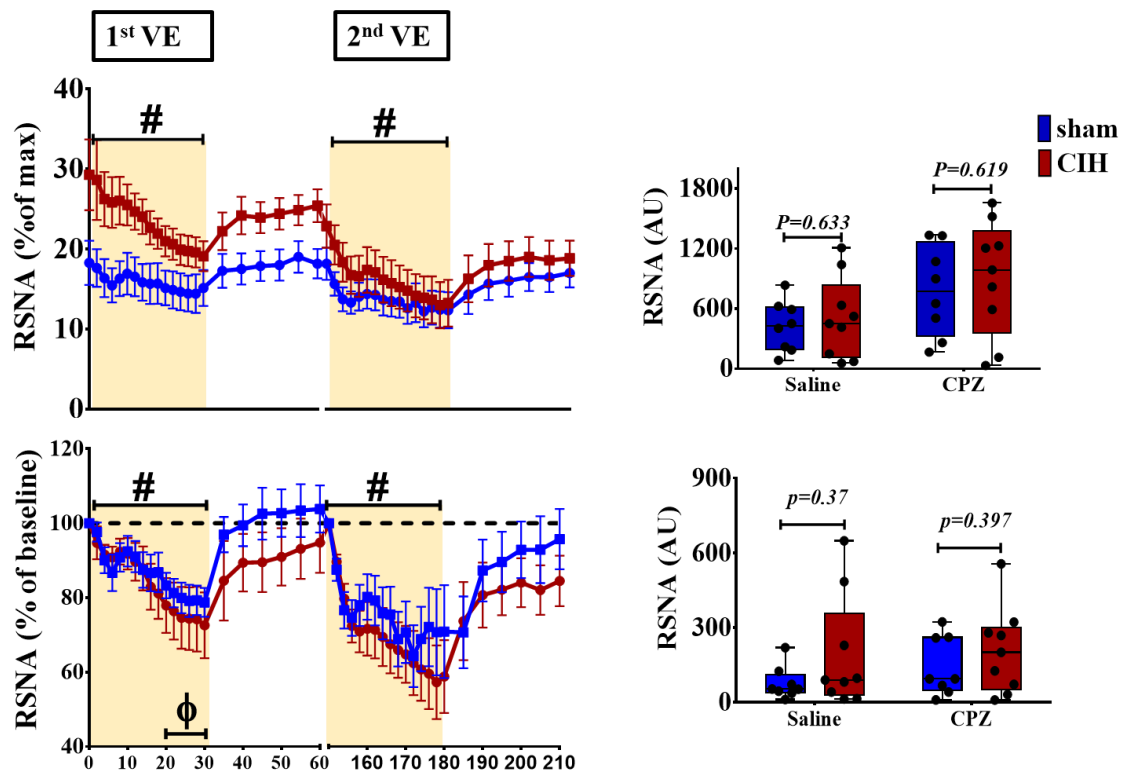 1st VE
2nd VE
RSNA (%of max)
40
30
20
10
0
#
#
RSNA (% of baseline)
120
100
80
60
40
#
#
ϕ
0 10 20 30 40 50 60 160 170 180 190 200 210
sham
CIH
RSNA (AU)
1800
1200
600
0
P=0.633
P=0.619
Saline CPZ
RSNA (AU)
900
600
300
0
p=0.37
p=0.397
Saline CPZ